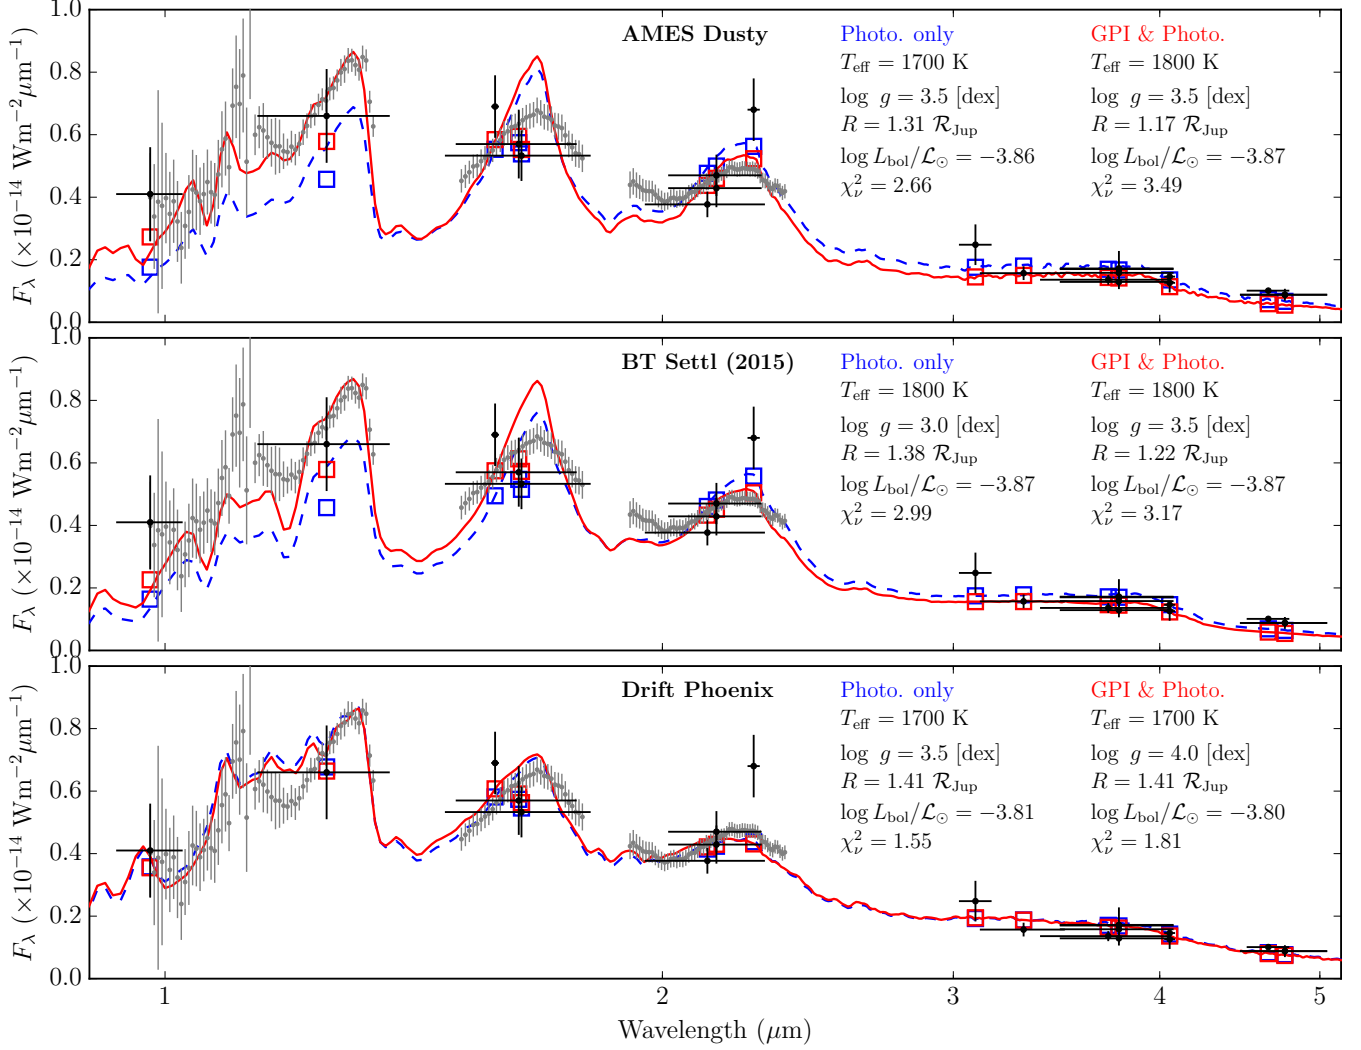 1.0
0.8
0.6
0.4
0.2
0.0
F_λ (×10⁻¹⁴ Wm⁻²μm⁻¹)
AMES Dusty
Photo. only
T_eff = 1700 K
log g = 3.5 [dex]
R = 1.31 ℛ_Jup
log L_bol/ℒ_⊙ = −3.86
χ²_ν = 2.66
GPI & Photo.
T_eff = 1800 K
log g = 3.5 [dex]
R = 1.17 ℛ_Jup
log L_bol/ℒ_⊙ = −3.87
χ²_ν = 3.49
1.0
0.8
0.6
0.4
0.2
0.0
F_λ (×10⁻¹⁴ Wm⁻²μm⁻¹)
BT Settl (2015)
Photo. only
T_eff = 1800 K
log g = 3.0 [dex]
R = 1.38 ℛ_Jup
log L_bol/ℒ_⊙ = −3.87
χ²_ν = 2.99
GPI & Photo.
T_eff = 1800 K
log g = 3.5 [dex]
R = 1.22 ℛ_Jup
log L_bol/ℒ_⊙ = −3.87
χ²_ν = 3.17
1.0
0.8
0.6
0.4
0.2
0.0
F_λ (×10⁻¹⁴ Wm⁻²μm⁻¹)
Drift Phoenix
Photo. only
T_eff = 1700 K
log g = 3.5 [dex]
R = 1.41 ℛ_Jup
log L_bol/ℒ_⊙ = −3.81
χ²_ν = 1.55
GPI & Photo.
T_eff = 1700 K
log g = 4.0 [dex]
R = 1.41 ℛ_Jup
log L_bol/ℒ_⊙ = −3.80
χ²_ν = 1.81
1 2 3 4 5
Wavelength (μm)